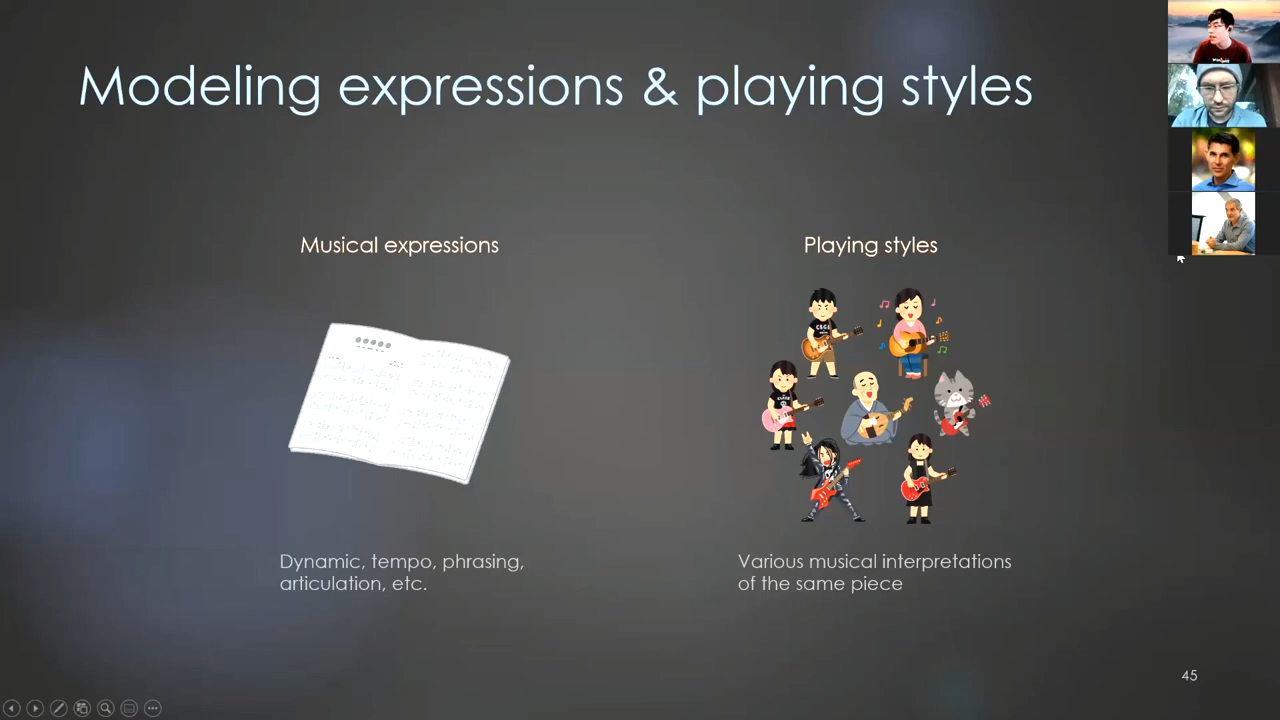 Modeling expressions & playing styles
Musical expressions
Playing styles
Dynamic, tempo, phrasing,
articulation, etc.
Various musical interpretations
of the same piece
45